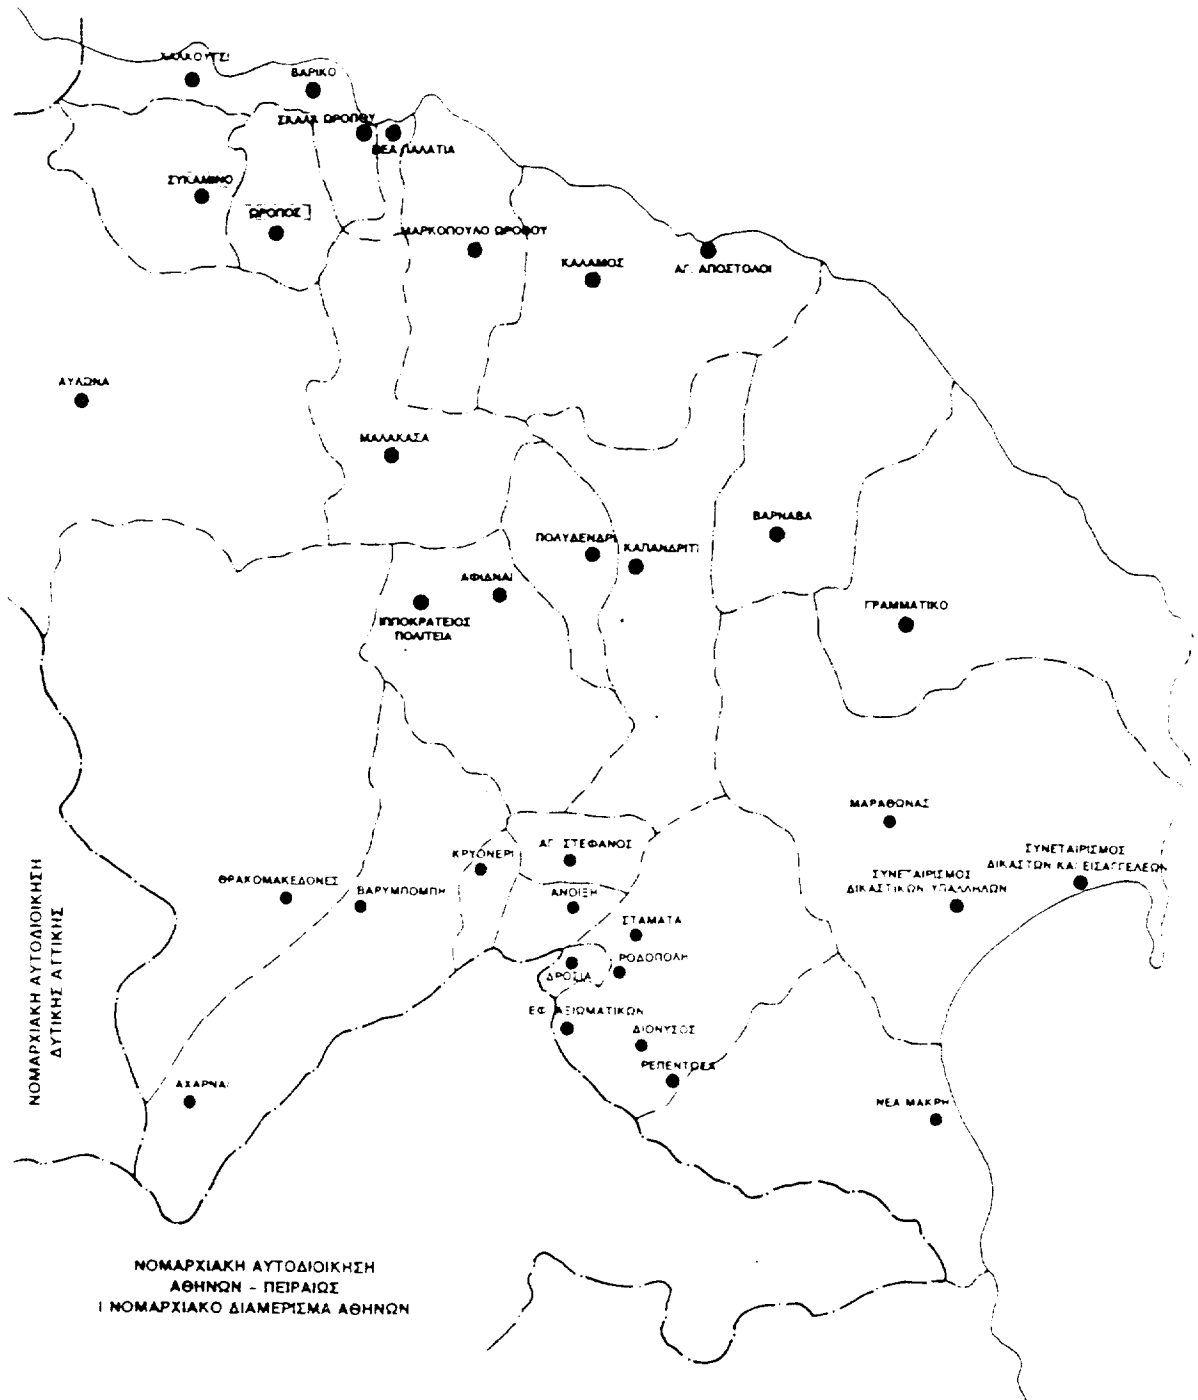 ΧΑΛΚΟΥΤΣΙ
ΒΑΡΙΚΟ
ΣΚΑΛΑ ΩΡΩΠΟΥ
ΝΕΑ ΠΑΛΑΤΙΑ
ΣΥΚΑΜΙΝΟ
ΩΡΩΠΟΣ
ΜΑΡΚΟΠΟΥΛΟ ΩΡΩΠΟΥ
ΚΑΛΑΜΟΣ
ΑΓ. ΑΠΟΣΤΟΛΟΙ
ΑΥΛΩΝΑ
ΜΑΛΑΚΑΣΑ
ΒΑΡΝΑΒΑ
ΠΟΛΥΔΕΝΔΡΙ
ΚΑΠΑΝΔΡΙΤΙ
ΑΦΙΔΝΑΙ
ΙΠΠΟΚΡΑΤΕΙΟΣ
ΠΟΛΙΤΕΙΑ
ΓΡΑΜΜΑΤΙΚΟ
ΜΑΡΑΘΩΝΑΣ
ΑΓ. ΣΤΕΦΑΝΟΣ
ΚΡΥΟΝΕΡΙ
ΣΥΝΕΤΑΙΡΙΣΜΟΣ
ΔΙΚΑΣΤΩΝ ΚΑΙ ΕΙΣΑΓΓΕΛΕΩΝ
ΣΥΝΕΤΑΙΡΙΣΜΟΣ
ΔΙΚΑΣΤΙΚΩΝ ΥΠΑΛΛΗΛΩΝ
ΘΡΑΚΟΜΑΚΕΔΟΝΕΣ
ΒΑΡΥΜΠΟΜΠΗ
ΑΝΟΙΞΗ
ΣΤΑΜΑΤΑ
ΡΟΔΟΠΟΛΗ
ΔΡΟΣΙΑ
ΕΦ. ΑΞΙΩΜΑΤΙΚΩΝ
ΔΙΟΝΥΣΟΣ
ΡΕΠΕΝΤΩΣΑ
ΑΧΑΡΝΑΙ
ΝΕΑ ΜΑΚΡΗ
ΝΟΜΑΡΧΙΑΚΗ ΑΥΤΟΔΙΟΙΚΗΣΗ
ΔΥΤΙΚΗΣ ΑΤΤΙΚΗΣ
ΝΟΜΑΡΧΙΑΚΗ ΑΥΤΟΔΙΟΙΚΗΣΗ
ΑΘΗΝΩΝ - ΠΕΙΡΑΙΩΣ
Ι ΝΟΜΑΡΧΙΑΚΟ ΔΙΑΜΕΡΙΣΜΑ ΑΘΗΝΩΝ